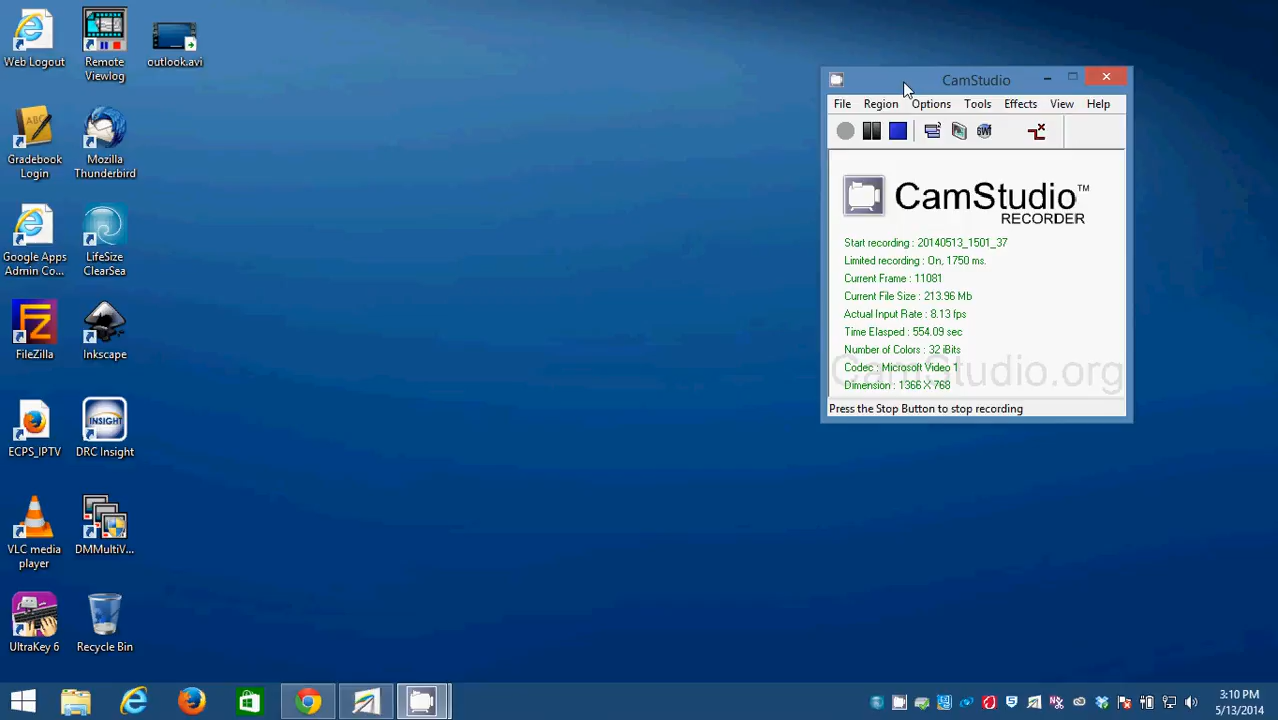 Web Logout
Remote
Viewlog
outlook.avi
Gradebook
Login
Mozilla
Thunderbird
Google Apps
Admin Co...
LifeSize
ClearSea
FileZilla
Inkscape
ECPS_IPTV
INSIGHT
DRC Insight
VLC media
player
DMMultiV...
UltraKey 6
Recycle Bin
CamStudio
File Region Options Tools Effects View Help
CamStudio™
RECORDER
Start recording : 20140513_1501_37
Limited recording : On, 1750 ms.
Current Frame : 11081
Current File Size : 213.96 Mb
Actual Input Rate : 8.13 fps
Time Elasped : 554.09 sec
Number of Colors : 32 iBits
Codec : Microsoft Video 1
CamStudio.org
Dimension : 1366 X 768
Press the Stop Button to stop recording
3:10 PM
5/13/2014